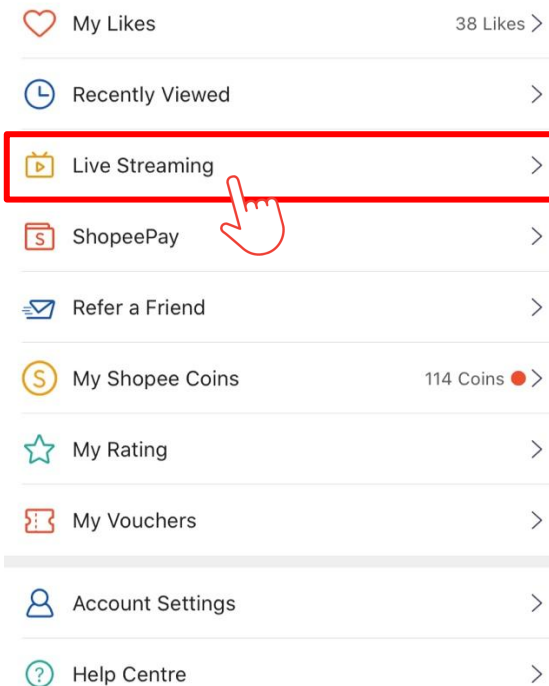 My Likes 38 Likes
Recently Viewed
Live Streaming
ShopeePay
Refer a Friend
My Shopee Coins 114 Coins
My Rating
My Vouchers
Account Settings
Help Centre